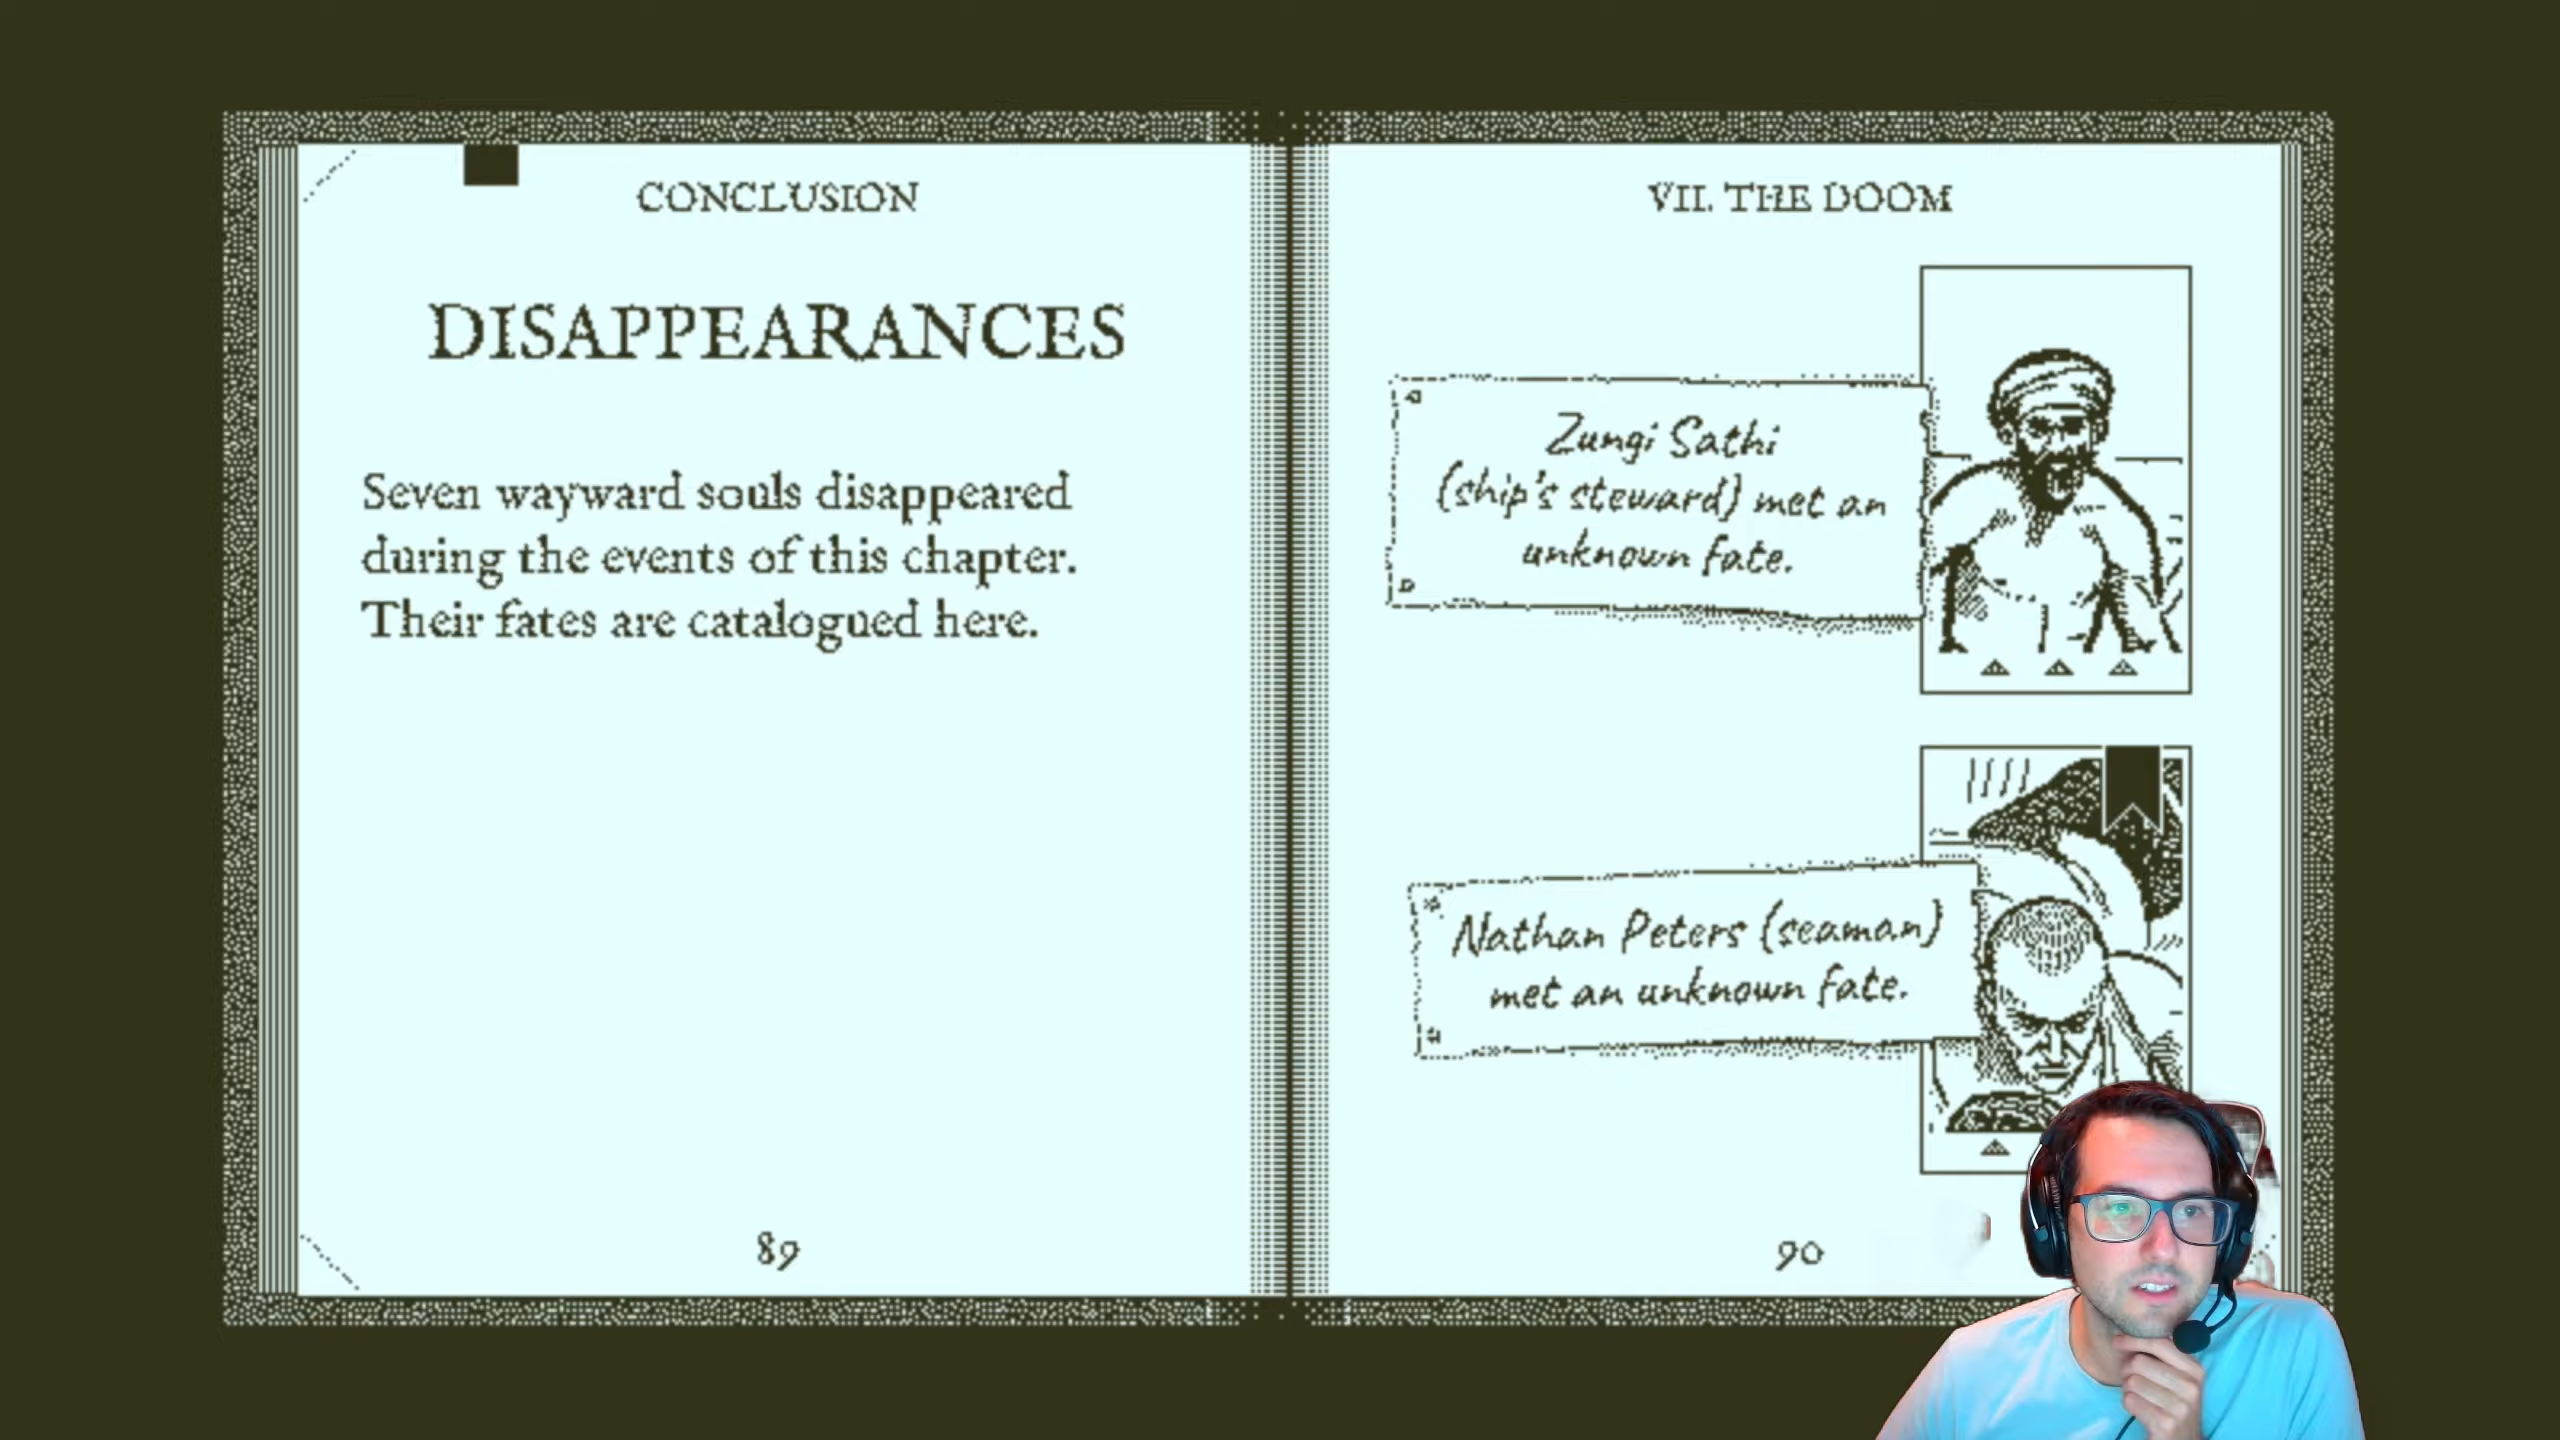 CONCLUSION
DISAPPEARANCES
Seven wayward souls disappeared
during the events of this chapter.
Their fates are catalogued here.
89
VII. THE DOOM
Zungi Sathi
(ship's steward) met an
unknown fate.
Nathan Peters (seaman)
met an unknown fate.
90